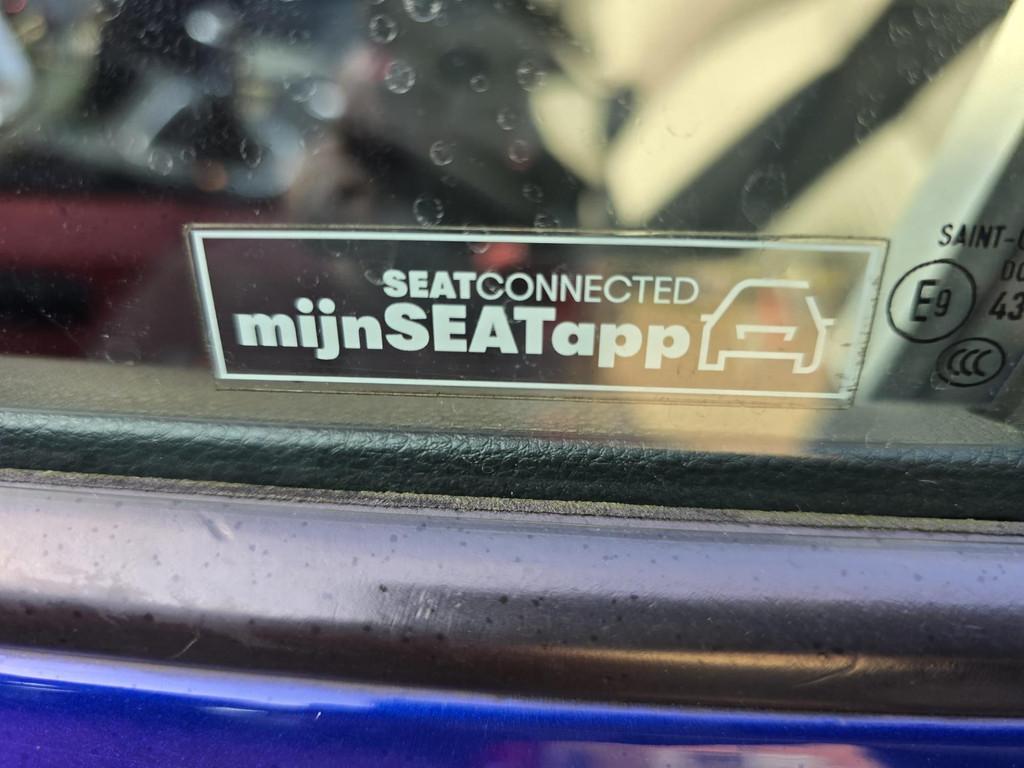 SEATCONNECTED
mijnSEATapp
SAINT-
E9
43
CCC